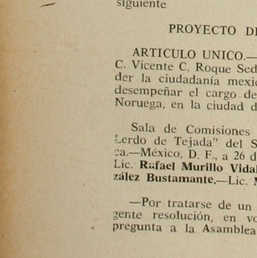 siguiente
PROYECTO D
ARTICULO UNICO.—
C. Vicente C. Roque Sed
der la ciudadanía mexic
desempeñar el cargo de
Noruega, en la ciudad d
Sala de Comisiones
Lerdo de Tejada" del S
ca.—México, D. F., a 26 d
Lic. Rafael Murillo Vidal
zález Bustamante.—Lic. M
—Por tratarse de un
gente resolución, en vo
pregunta a la Asamblea